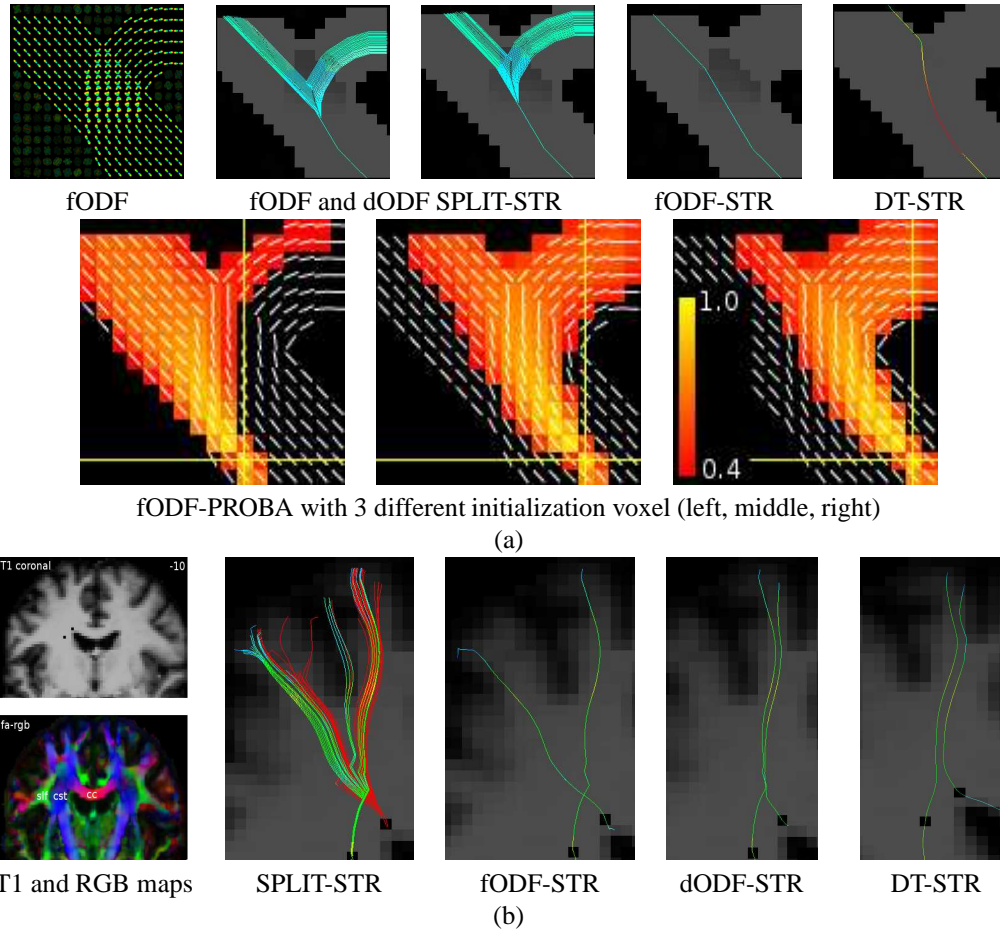 fODF
fODF and dODF SPLIT-STR
fODF-STR
DT-STR
1.0
0.4
fODF-PROBA with 3 different initialization voxel (left, middle, right)
(a)
T1 coronal
-10
fa-rgb
slf
cst
cc
T1 and RGB maps
SPLIT-STR
fODF-STR
dODF-STR
DT-STR
(b)